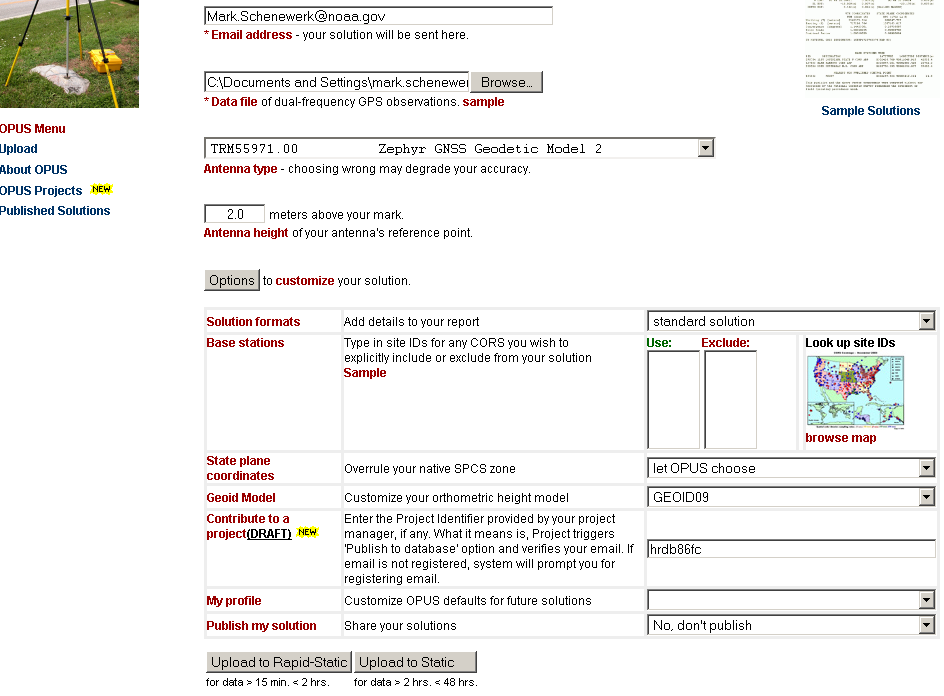 Mark.Schenewerk@noaa.gov
* Email address - your solution will be sent here.
C:\Documents and Settings\mark.schenewer
Browse...
* Data file of dual-frequency GPS observations. sample
Sample Solutions
OPUS Menu
Upload
About OPUS
OPUS Projects NEW
Published Solutions
TRM55971.00 Zephyr GNSS Geodetic Model 2
Antenna type - choosing wrong may degrade your accuracy.
2.0 meters above your mark.
Antenna height of your antenna's reference point.
Options to customize your solution.
Solution formats
Add details to your report
standard solution
Base stations
Type in site IDs for any CORS you wish to
explicitly include or exclude from your solution
Sample
Use:
Exclude:
Look up site IDs
browse map
State plane
coordinates
Overrule your native SPCS zone
let OPUS choose
Geoid Model
Customize your orthometric height model
GEOID09
Contribute to a
project(DRAFT) NEW
Enter the Project Identifier provided by your project
manager, if any. What it means is, Project triggers
'Publish to database' option and verifies your email. If
email is not registered, system will prompt you for
registering email.
hrdb86fc
My profile
Customize OPUS defaults for future solutions
Publish my solution
Share your solutions
No, don't publish
Upload to Rapid-Static
Upload to Static
for data > 15 min. < 2 hrs.
for data > 2 hrs. < 48 hrs.